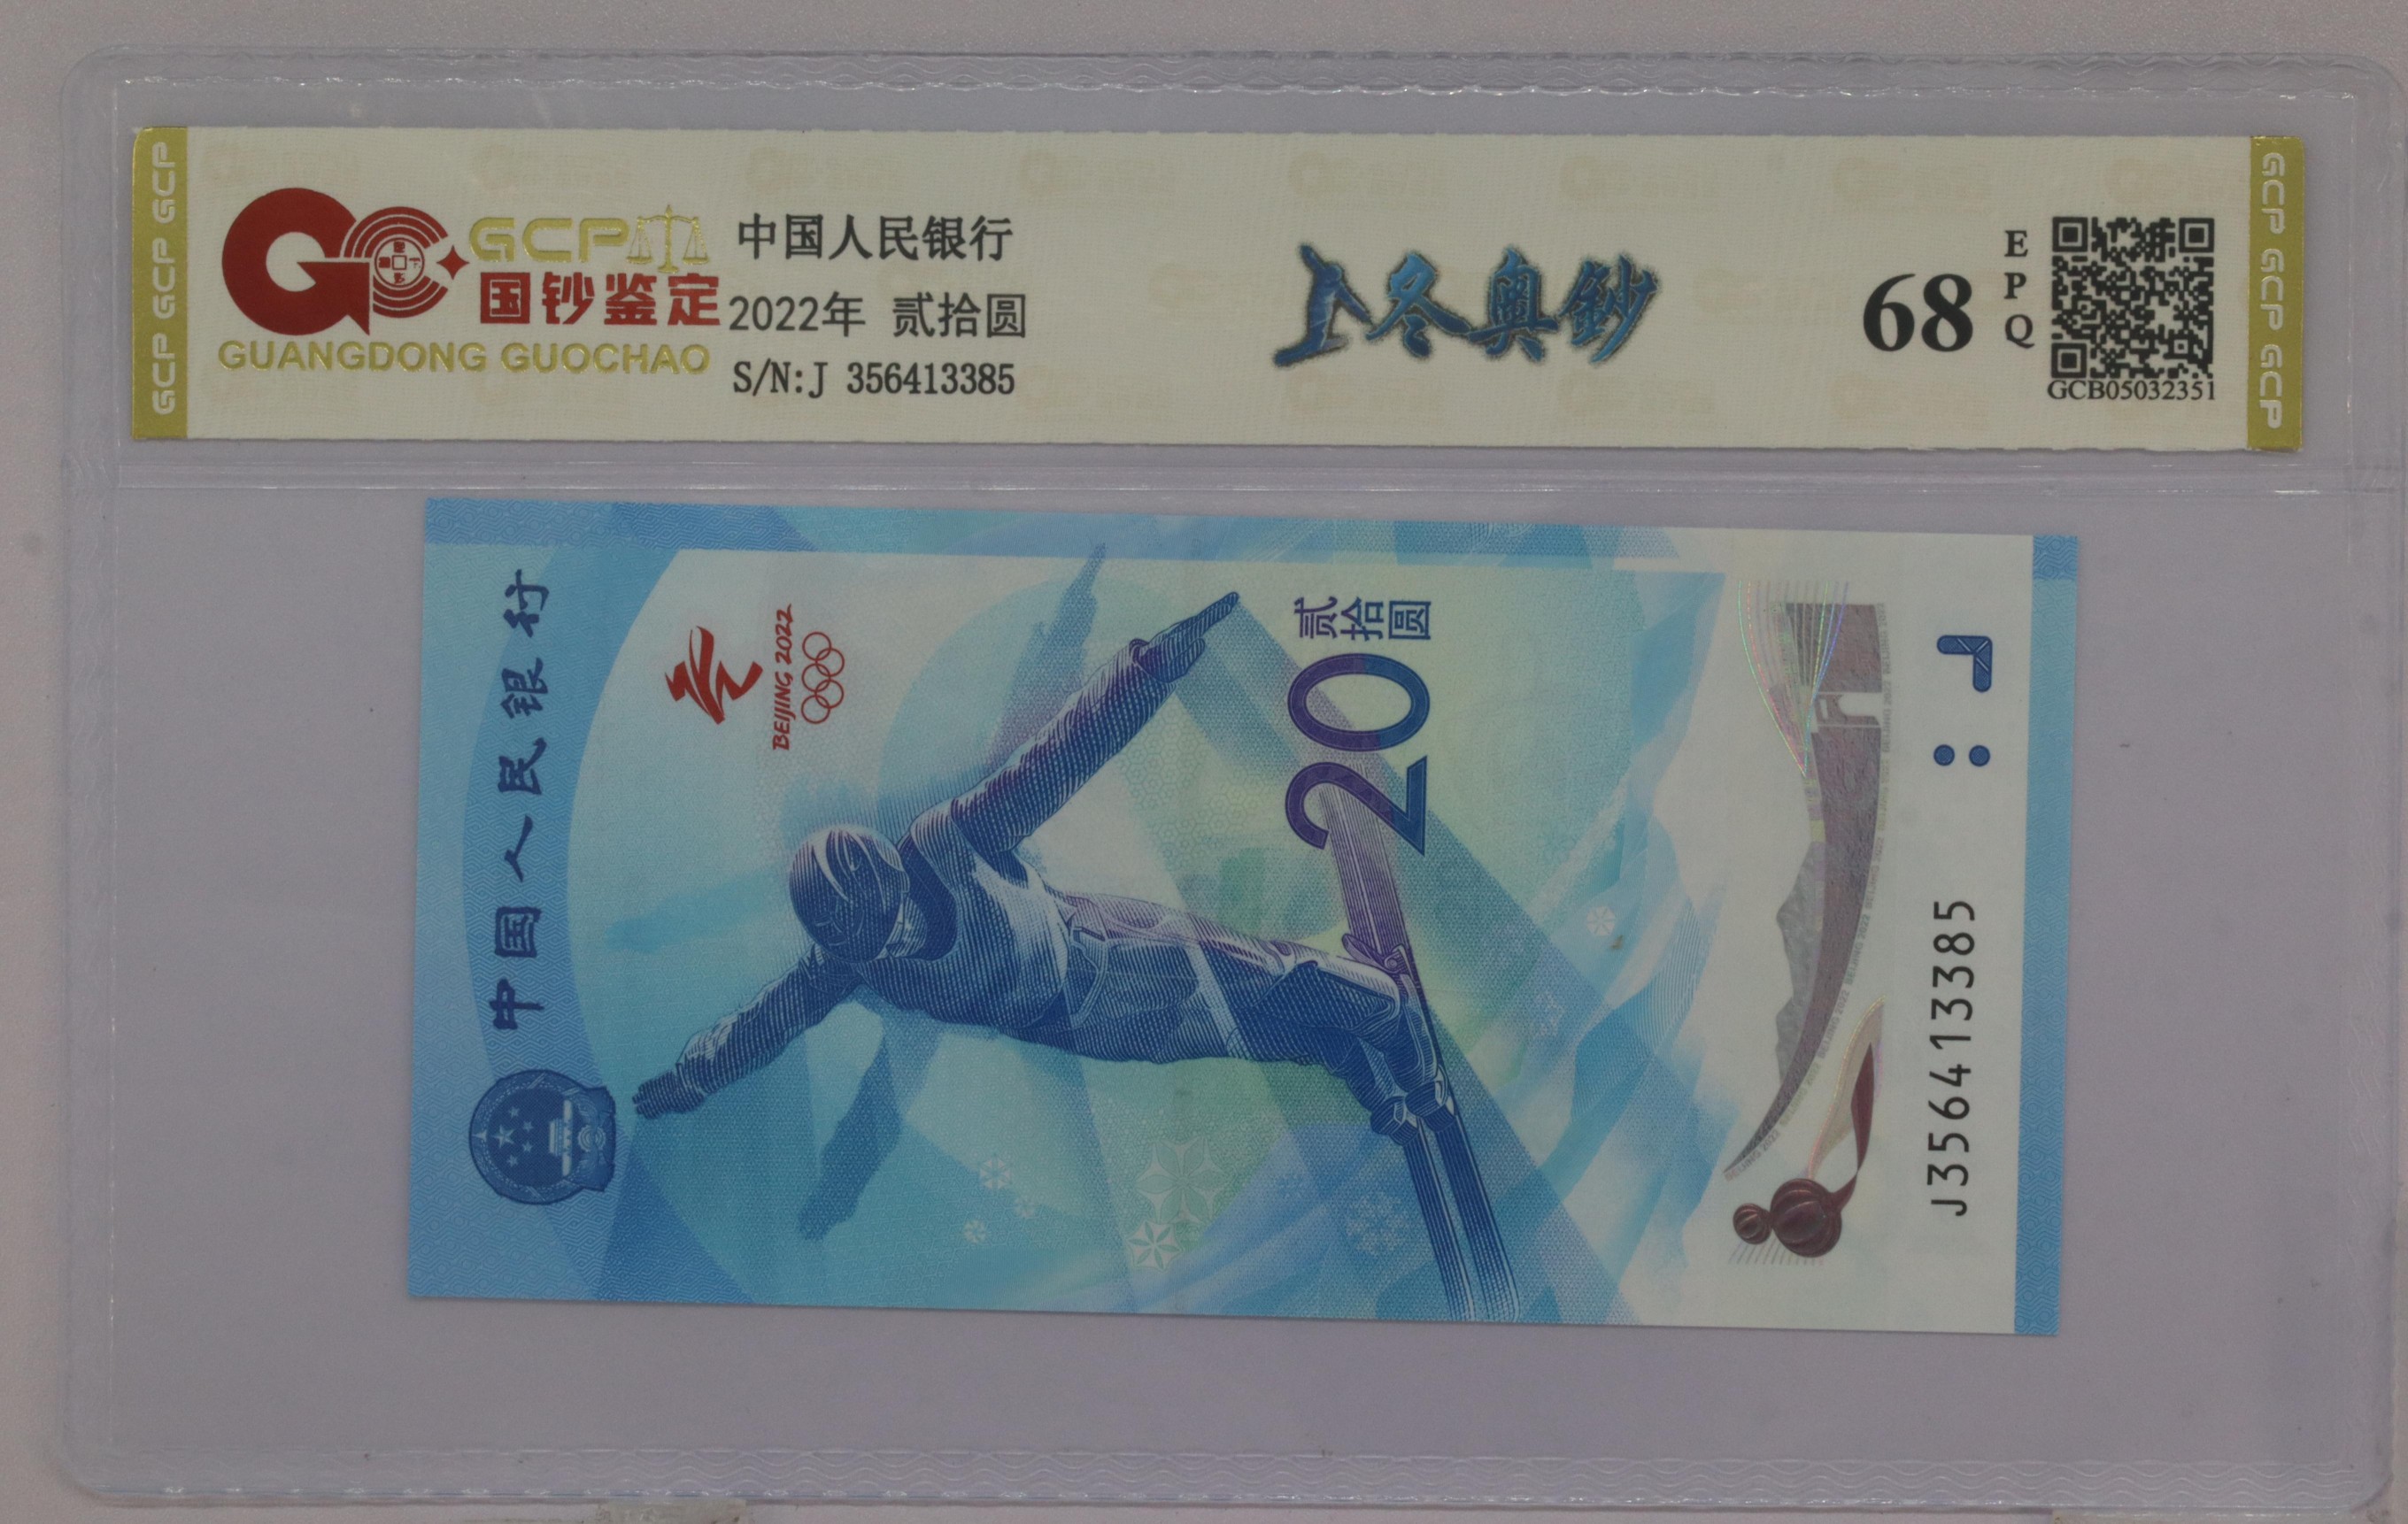 GCP GCP GCP
GCP
国钞鉴定
GUANGDONG GUOCHAO
中国人民银行
2022年 贰拾圆
S/N:J 356413385
冬奥鈔
68
EPQ
GCB05032351
GCP GCP GCP
中国人民银行
BEIJING 2022
贰拾圆
20
J356413385